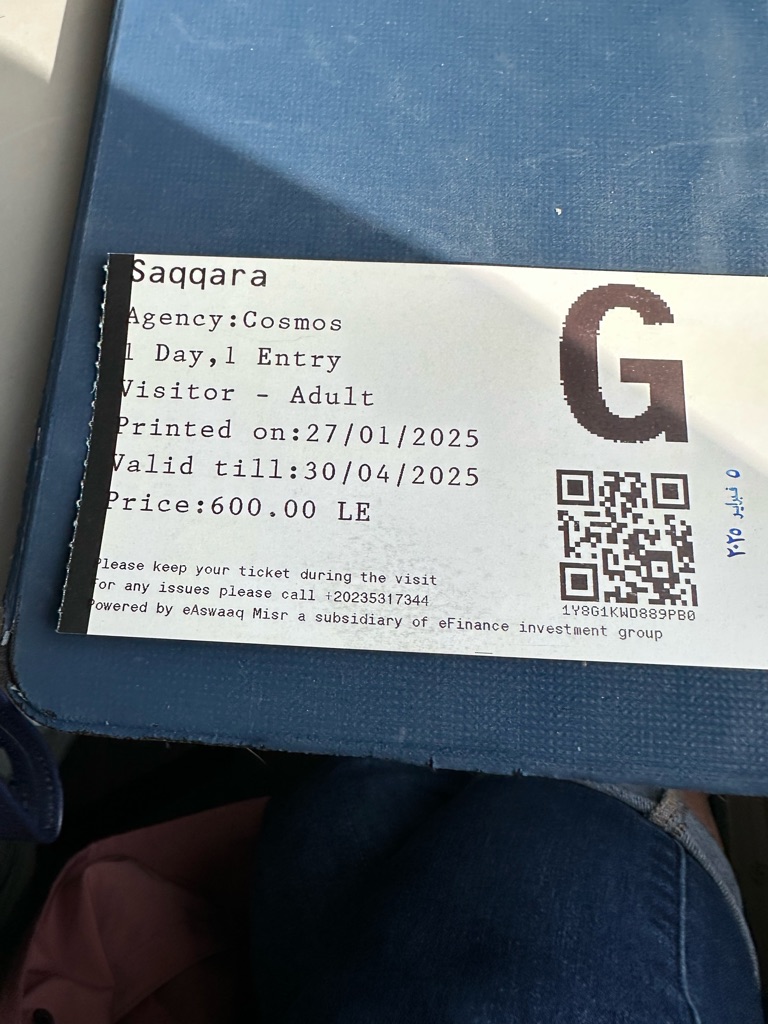 Saqqara
Agency:Cosmos
1 Day,1 Entry
Visitor - Adult
Printed on:27/01/2025
Valid till:30/04/2025
Price:600.00 LE
Please keep your ticket during the visit
For any issues please call +20235317344
Powered by eAswaaq Misr a subsidiary of eFinance investment group
G
1Y8G1KWD889PB0
٥ فبراير ٢٠٢٥